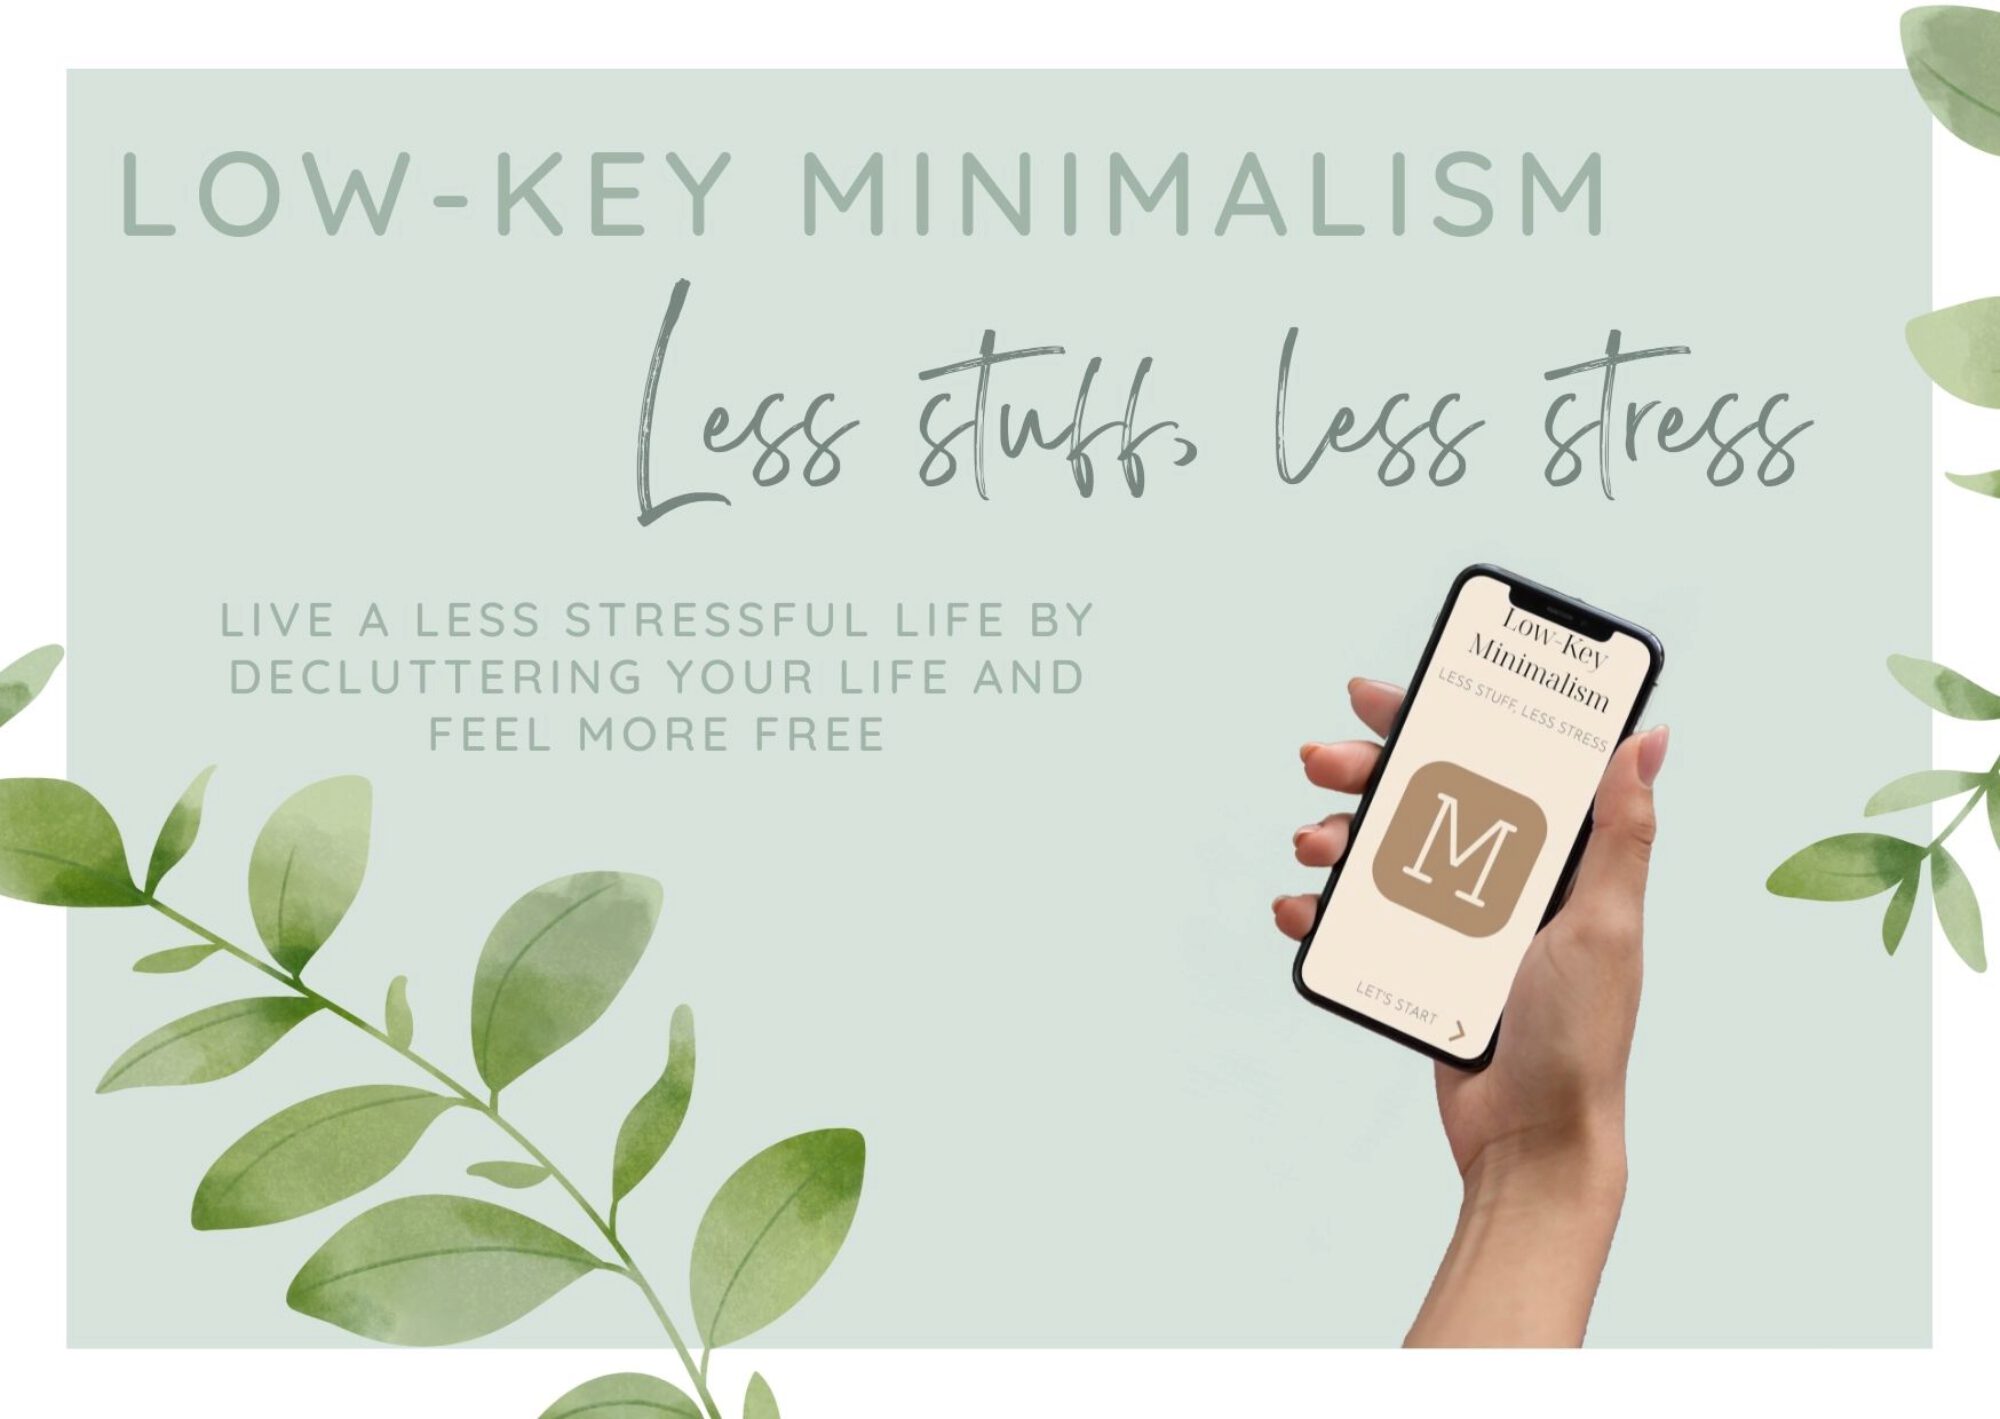 LOW-KEY MINIMALISM
Less stuff, less stress
LIVE A LESS STRESSFUL LIFE BY
DECLUTTERING YOUR LIFE AND
FEEL MORE FREE
Low-Key
Minimalism
LESS STUFF, LESS STRESS
M
LET'S START >